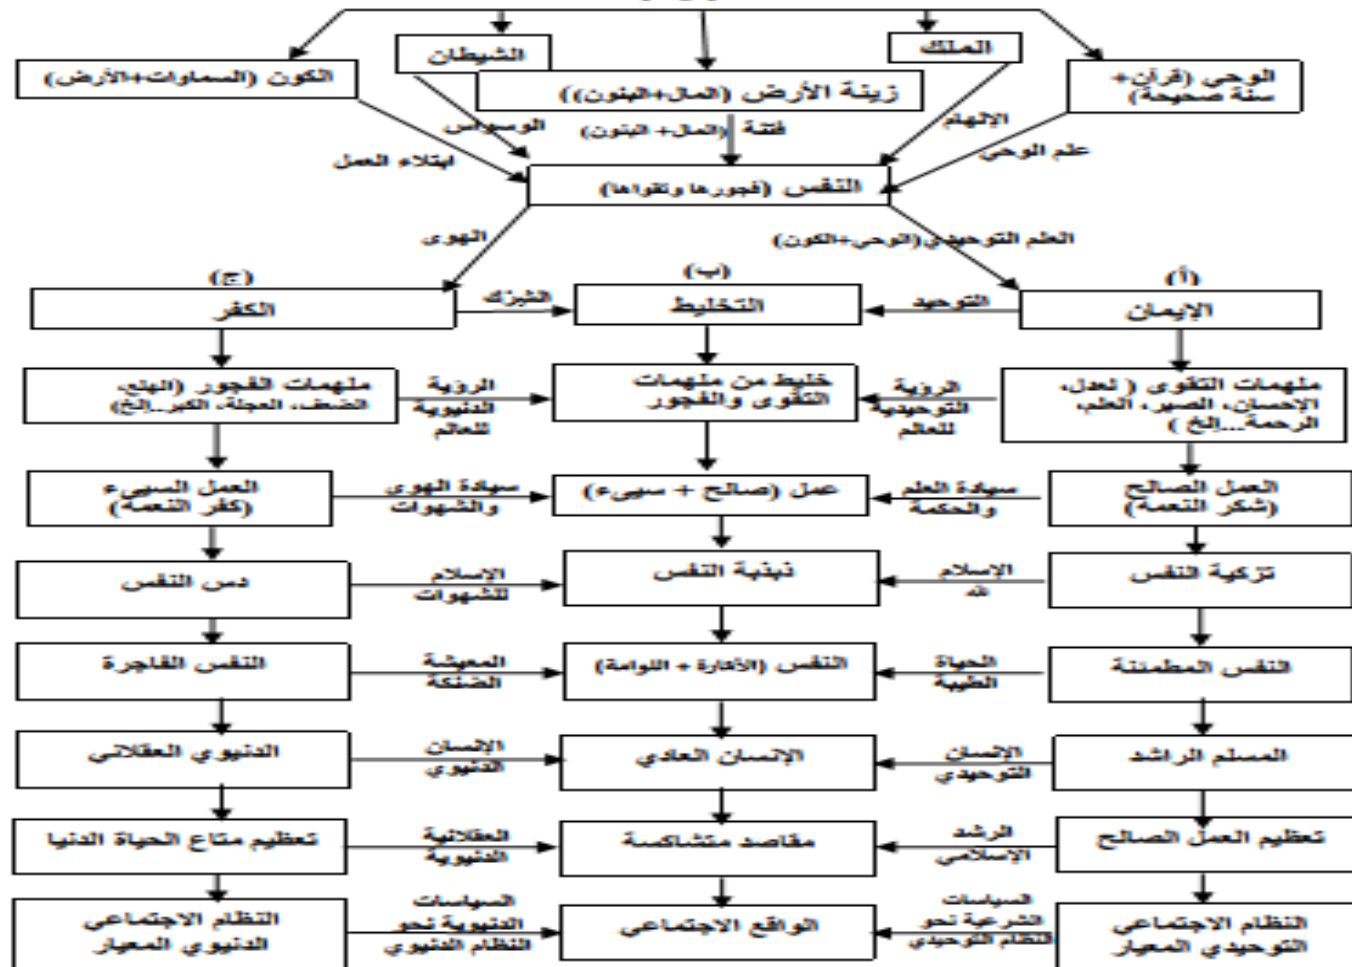 الملك
الشيطان
الوحي (قرآن+
سنة صحيحة)
زينة الأرض (المال+البنون))
الكون (السماوات+الأرض)
الإلهام
علم الوحي
فتنة (المال+ البنون)
الوسواس
ابتلاء العمل
النفس (فجورها وتقواها)
العلم التوحيدي(الوحي+الكون)
الهوى
(أ)
(ب)
(ج)
الإيمان
التوحيد
التخليط
الشرك
الكفر
ملهمات التقوى ( لعدل،
الإحسان، الصبر، العلم،
الرحمة...إلخ )
الرؤية
التوحيدية
للعالم
خليط من ملهمات
التقوى والفجور
الرؤية
الدنيوية
للعالم
ملهمات الفجور (الهلع،
الضعف، العجلة، الكبر..إلخ)
العمل الصالح
(شكر النعمة)
سيادة العلم
والحكمة
عمل (صالح + سييء)
سيادة الهوى
والشهوات
العمل السييء
(كفر النعمة)
تزكية النفس
الإسلام
لله
ذبذبة النفس
الإسلام
للشهوات
دس النفس
النفس المطمئنة
الحياة
الطيبة
النفس (الأمّارة + اللوامة)
المعيشة
الضنكة
النفس الفاجرة
المسلم الراشد
الإنسان
التوحيدي
الإنسان العادي
الإنسان
الدنيوي
الدنيوي العقلاني
تعظيم العمل الصالح
الرشد
الإسلامي
مقاصد متشاكسة
العقلانية
الدنيوية
تعظيم متاع الحياة الدنيا
النظام الاجتماعي
التوحيدي المعيار
السياسات
الشرعية نحو
النظام التوحيدي
الواقع الاجتماعي
السياسات
الدنيوية نحو
النظام الدنيوي
النظام الاجتماعي
الدنيوي المعيار